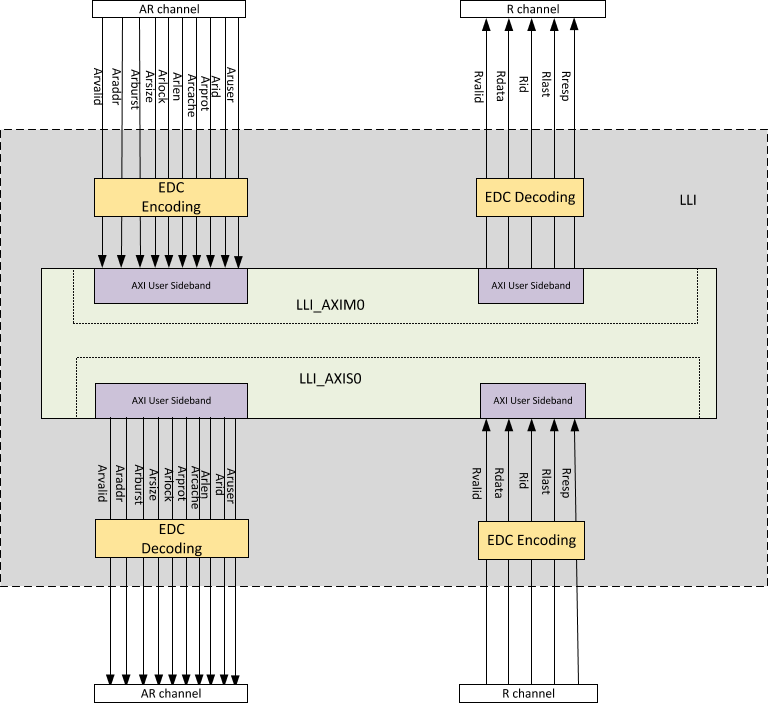 AR channel
R channel
Arvalid
Araddr
Arburst
Arsize
Arlock
Arlen
Arcache
Arprot
Arid
Aruser
Rvalid
Rdata
Rid
Rlast
Rresp
EDC
Encoding
EDC Decoding
LLI
AXI User Sideband
AXI User Sideband
LLI_AXIM0
LLI_AXIS0
AXI User Sideband
AXI User Sideband
Arvalid
Araddr
Arburst
Arsize
Arlock
Arprot
Arcache
Arlen
Arid
Aruser
Rvalid
Rdata
Rid
Rlast
Rresp
EDC
Decoding
EDC Encoding
AR channel
R channel